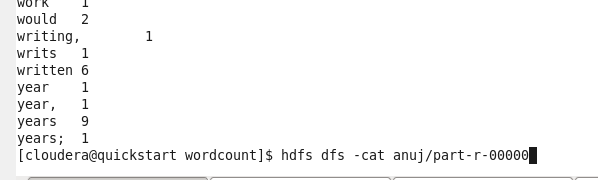 work 1
would 2
writing, 1
writs 1
written 6
year 1
year, 1
years 9
years; 1
[cloudera@quickstart wordcount]$ hdfs dfs -cat anuj/part-r-00000